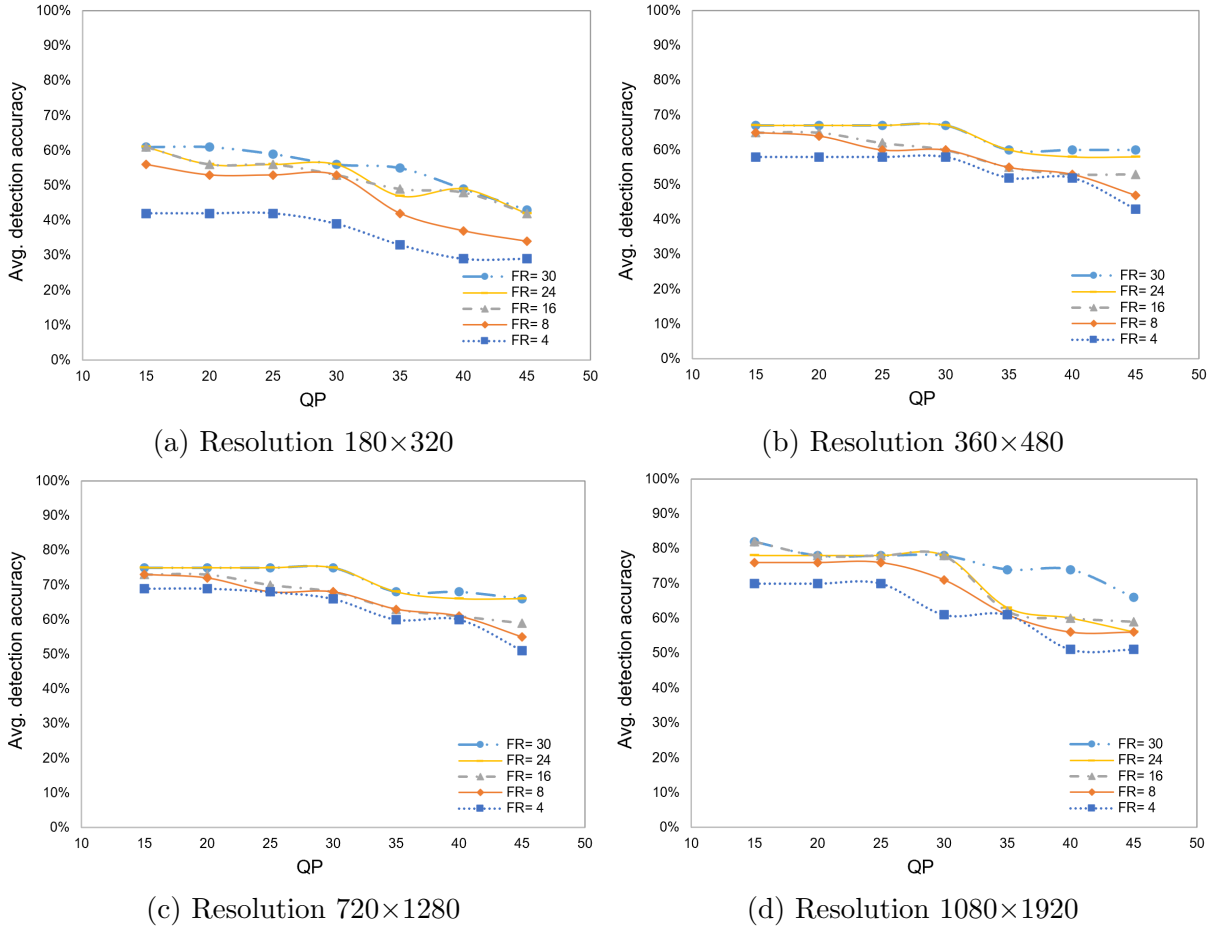 100%
90%
80%
70%
60%
50%
40%
30%
20%
10%
0%
Avg. detection accuracy
FR= 30
FR= 24
FR= 16
FR= 8
FR= 4
10 15 20 25 30 35 40 45 50
QP
(a) Resolution 180×320
100%
90%
80%
70%
60%
50%
40%
30%
20%
10%
0%
Avg. detection accuracy
FR= 30
FR= 24
FR= 16
FR= 8
FR= 4
10 15 20 25 30 35 40 45 50
QP
(b) Resolution 360×480
100%
90%
80%
70%
60%
50%
40%
30%
20%
10%
0%
Avg. detection accuracy
FR= 30
FR= 24
FR= 16
FR= 8
FR= 4
10 15 20 25 30 35 40 45 50
QP
(c) Resolution 720×1280
100%
90%
80%
70%
60%
50%
40%
30%
20%
10%
0%
Avg. detection accuracy
FR= 30
FR= 24
FR= 16
FR= 8
FR= 4
10 15 20 25 30 35 40 45 50
QP
(d) Resolution 1080×1920